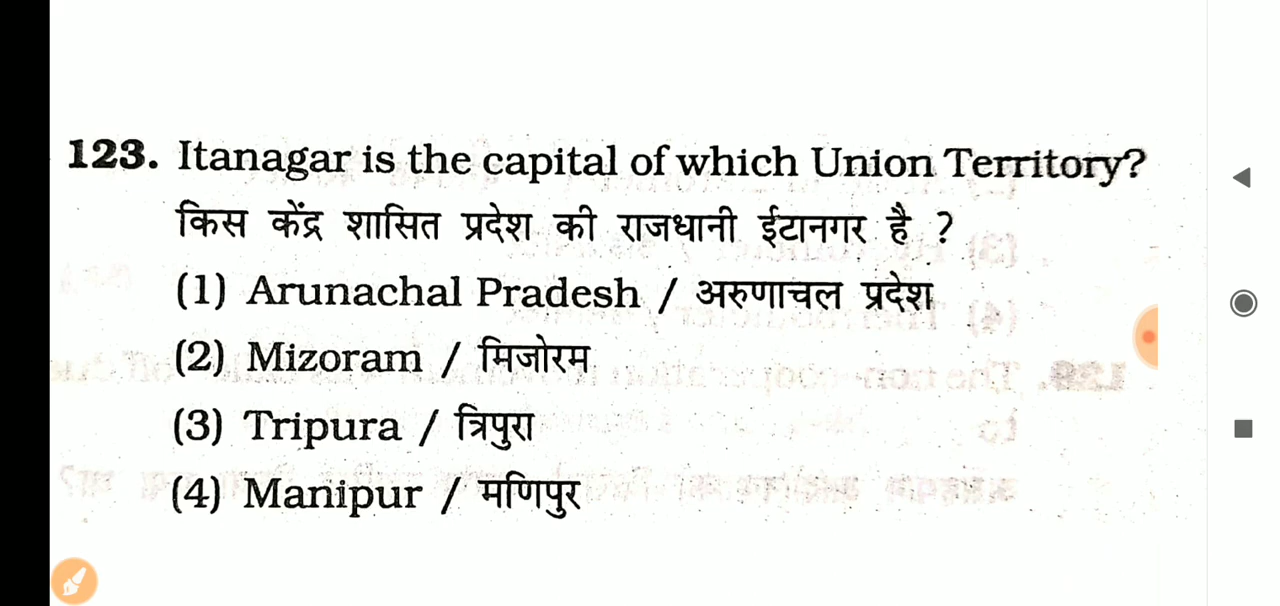 123. Itanagar is the capital of which Union Territory?
किस केंद्र शासित प्रदेश की राजधानी ईटानगर है ?
(1) Arunachal Pradesh / अरुणाचल प्रदेश
(2) Mizoram / मिजोरम
(3) Tripura / त्रिपुरा
(4) Manipur / मणिपुर